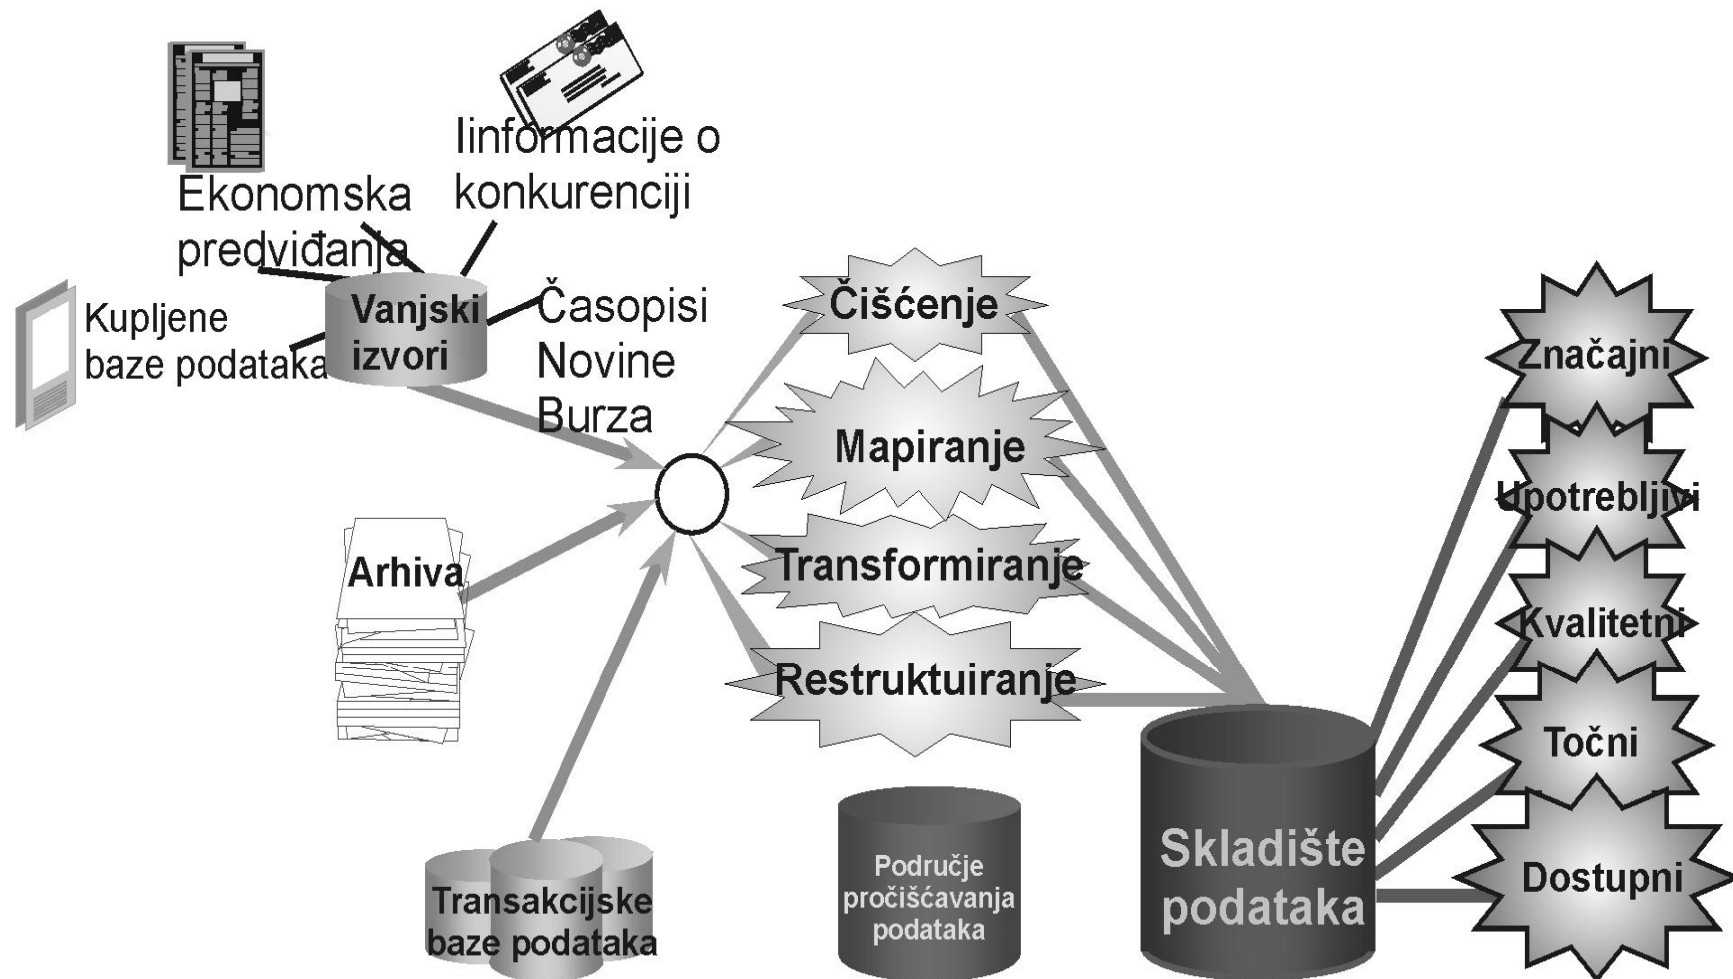 Ekonomska
predviđanja
Iinformacije o
konkurenciji
Kupljene
baze podataka
Vanjski
izvori
Časopisi
Novine
Burza
Arhiva
Transakcijske
baze podataka
Čišćenje
Mapiranje
Transformiranje
Restruktuiranje
Područje
pročišćavanja
podataka
Skladište
podataka
Značajni
Upotrebljivi
Kvalitetni
Točni
Dostupni